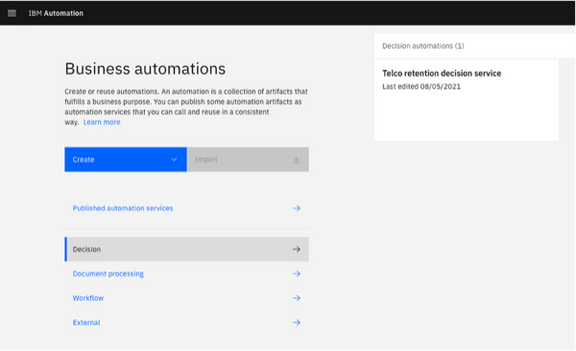 IBM Automation
Business automations
Create or reuse automations. An automation is a collection of artifacts that
fulfills a business purpose. You can publish some automation artifacts as
automation services that you can call and reuse in a consistent
way. Learn more
Create
Import
Published automation services
Decision
Document processing
Workflow
External
Decision automations (1)
Telco retention decision service
Last edited 08/05/2021